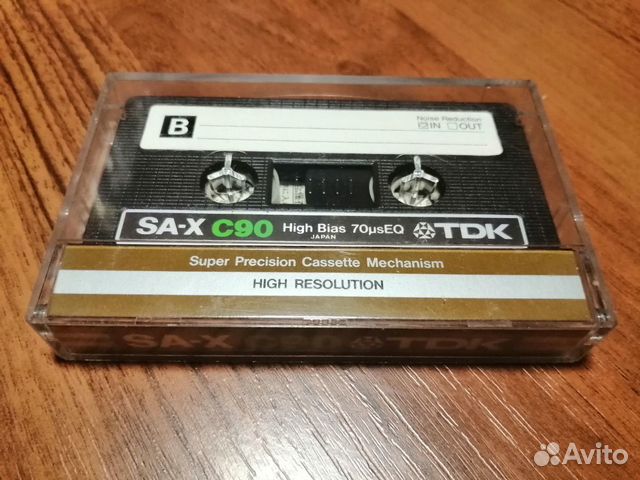 B
Noise Reduction
☑IN ☐OUT
SA-X C90 High Bias 70µsEQ TDK
JAPAN
Super Precision Cassette Mechanism
HIGH RESOLUTION
SA-X C90 TDK
Avito